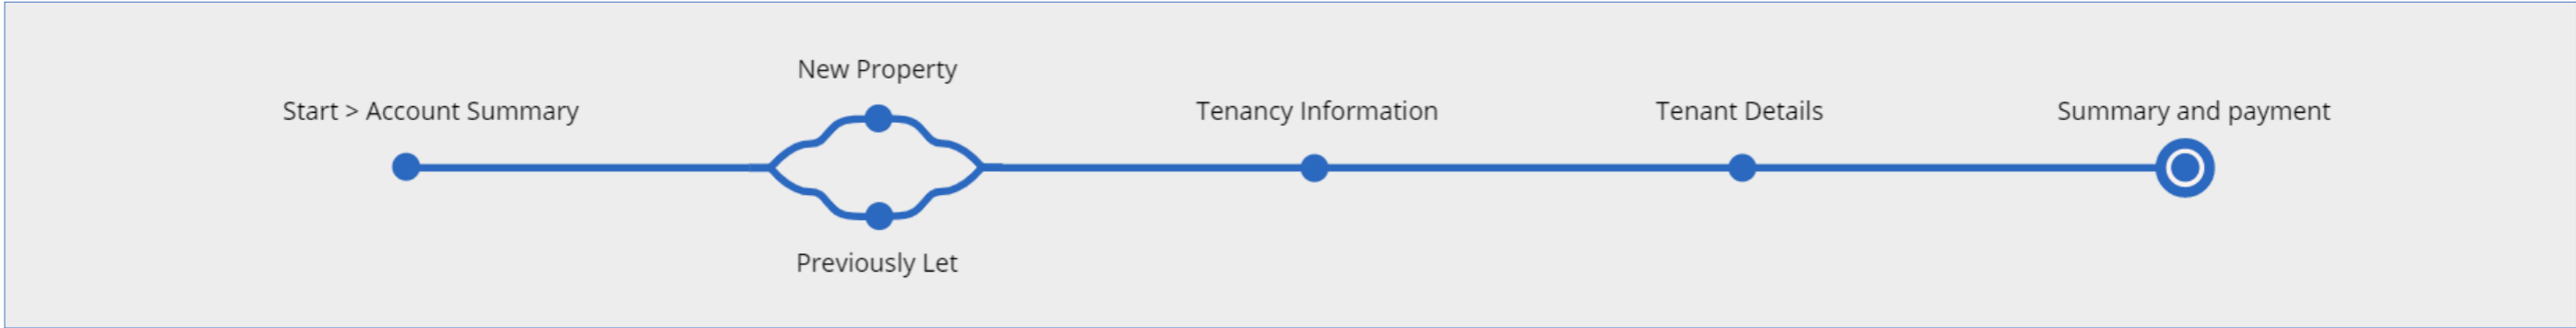 Start > Account Summary
New Property
Previously Let
Tenancy Information
Tenant Details
Summary and payment